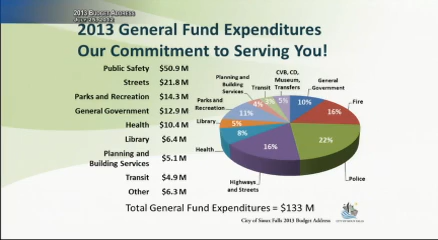 2013 BUDGET ADDRESS
2013 General Fund Expenditures
Our Commitment to Serving You!
Public Safety $50.9 M
Streets $21.8 M
Parks and Recreation $14.3 M
General Government $12.9 M
Health $10.4 M
Library $6.4 M
Planning and
Building Services $5.1 M
Transit $4.9 M
Other $6.3 M
Planning and
Building
Services
Transit
CVB, CD,
Museum,
Transfers
General
Government
Parks and
Recreation
Fire
Library
Health
Police
Highways
and Streets
4%
3%
5%
10%
11%
16%
5%
8%
22%
16%
Total General Fund Expenditures = $133 M
City of Sioux Falls 2013 Budget Address